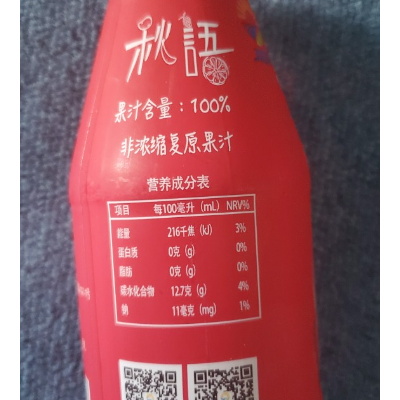 秋語
果汁含量：100%
非浓缩复原果汁
营养成分表
项目 每100毫升（mL） NRV%
能量 216千焦（kJ） 3%
蛋白质 0克（g） 0%
脂肪 0克（g） 0%
碳水化合物 12.7克（g） 4%
钠 11毫克（mg） 1%